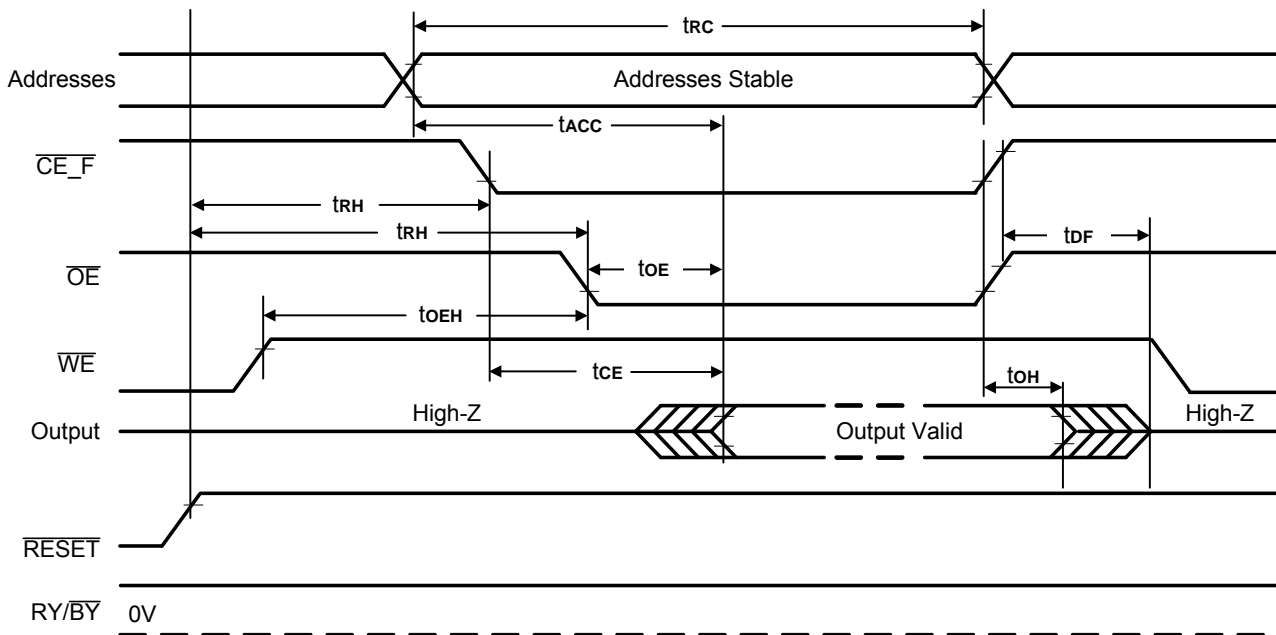 tRC
Addresses
Addresses Stable
tACC
CE_F
tRH
tRH
tDF
OE
tOE
tOEH
WE
tCE
tOH
High-Z
High-Z
Output
Output Valid
RESET
RY/BY
0V